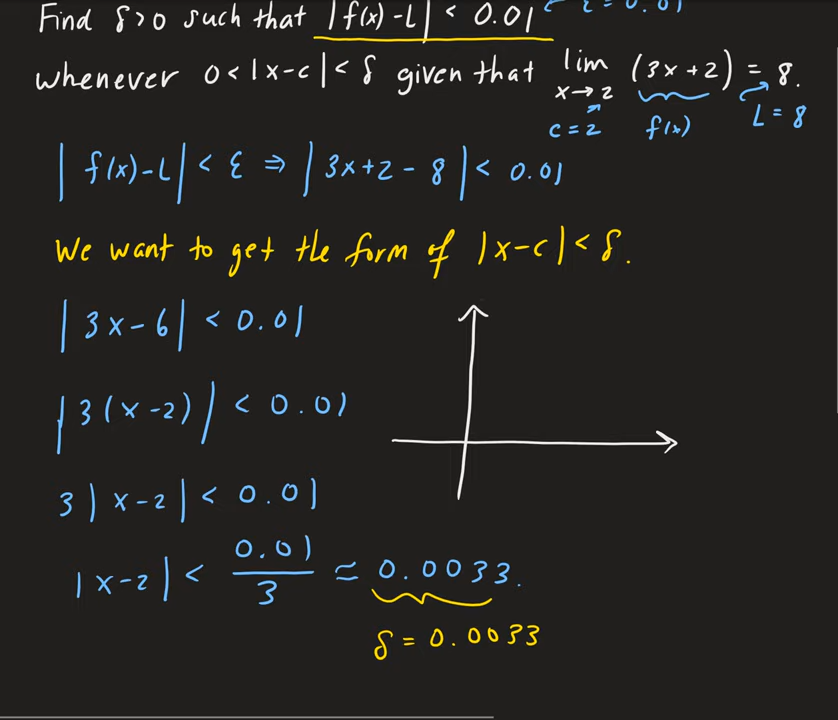 Find δ>0 such that |f(x)-L| < 0.01 ε=0.01
whenever 0<|x-c|<δ given that lim x→2 (3x+2) = 8.
c=2 f(x) L=8
|f(x)-L| < ε ⇒ |3x+2-8| < 0.01
We want to get the form of |x-c|<δ.
|3x-6| < 0.01
|3(x-2)| < 0.01
3|x-2| < 0.01
|x-2| < 0.01/3 ≈ 0.0033.
δ = 0.0033